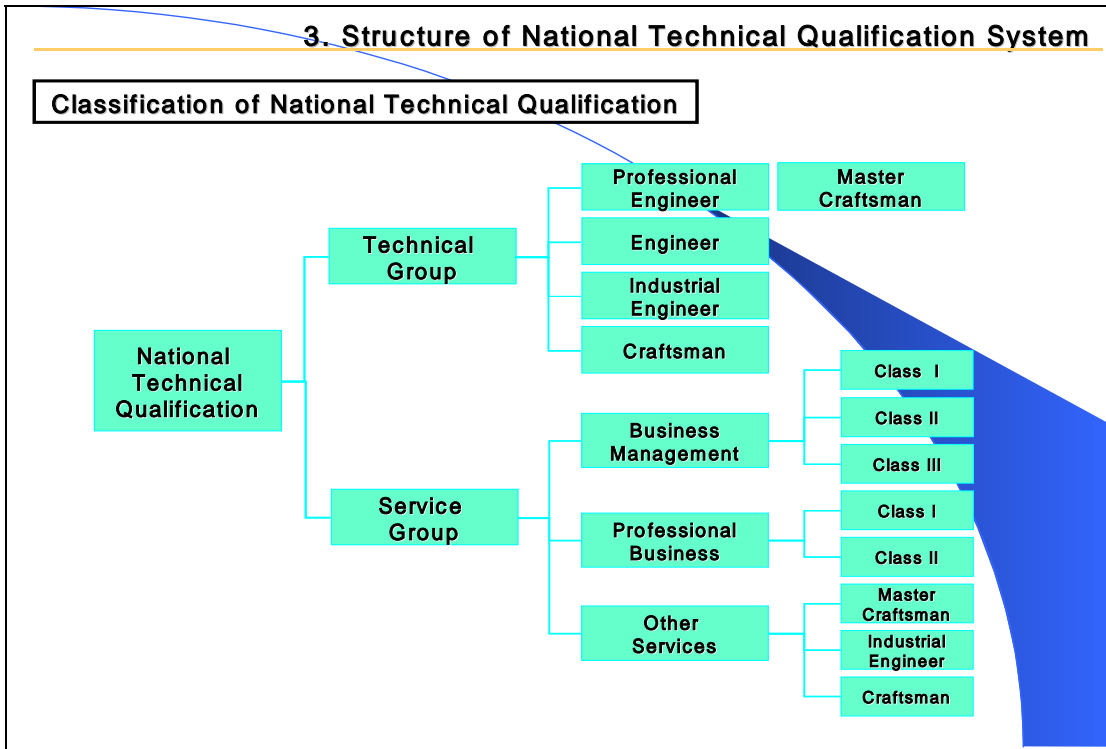 3. Structure of National Technical Qualification System
Classification of National Technical Qualification
National
Technical
Qualification
Technical
Group
Professional
Engineer
Master
Craftsman
Engineer
Industrial
Engineer
Craftsman
Service
Group
Business
Management
Class I
Class II
Class III
Professional
Business
Class I
Class II
Other
Services
Master
Craftsman
Industrial
Engineer
Craftsman